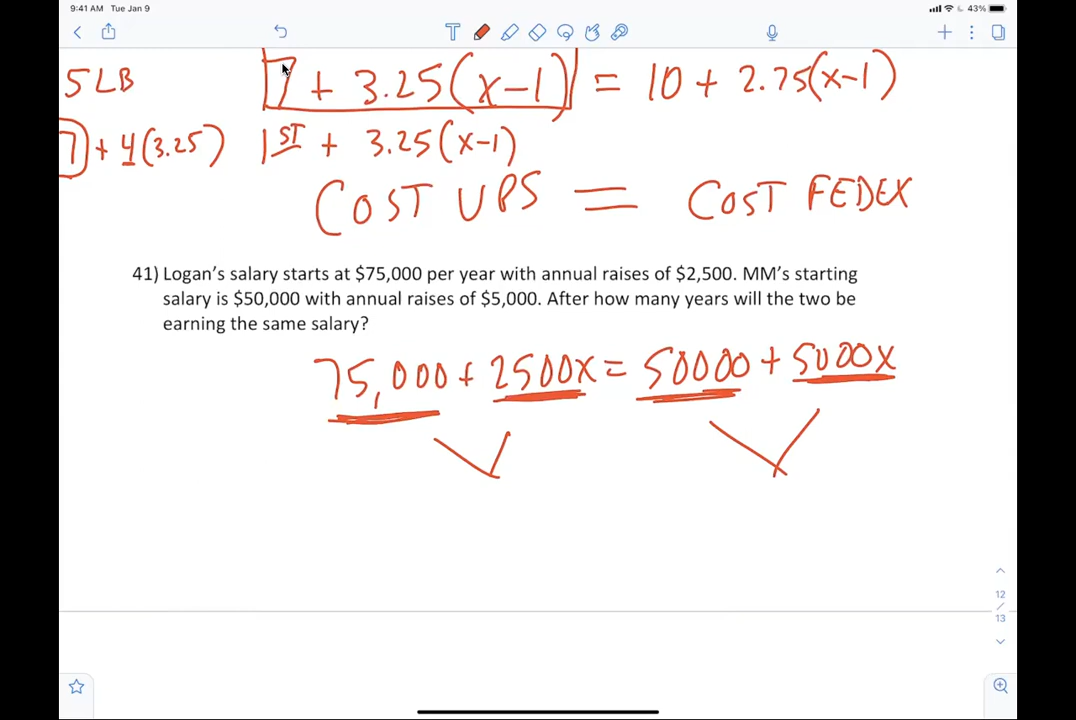 9:41 AM Tue Jan 9
43%
5 LB
7 + 3.25(x-1) = 10 + 2.75(x-1)
7 + 4(3.25) 1ST + 3.25(x-1)
COST UPS = COST FEDEX
41) Logan's salary starts at $75,000 per year with annual raises of $2,500. MM's starting
salary is $50,000 with annual raises of $5,000. After how many years will the two be
earning the same salary?
75,000 + 2500x = 50000 + 5000x
12
/
13